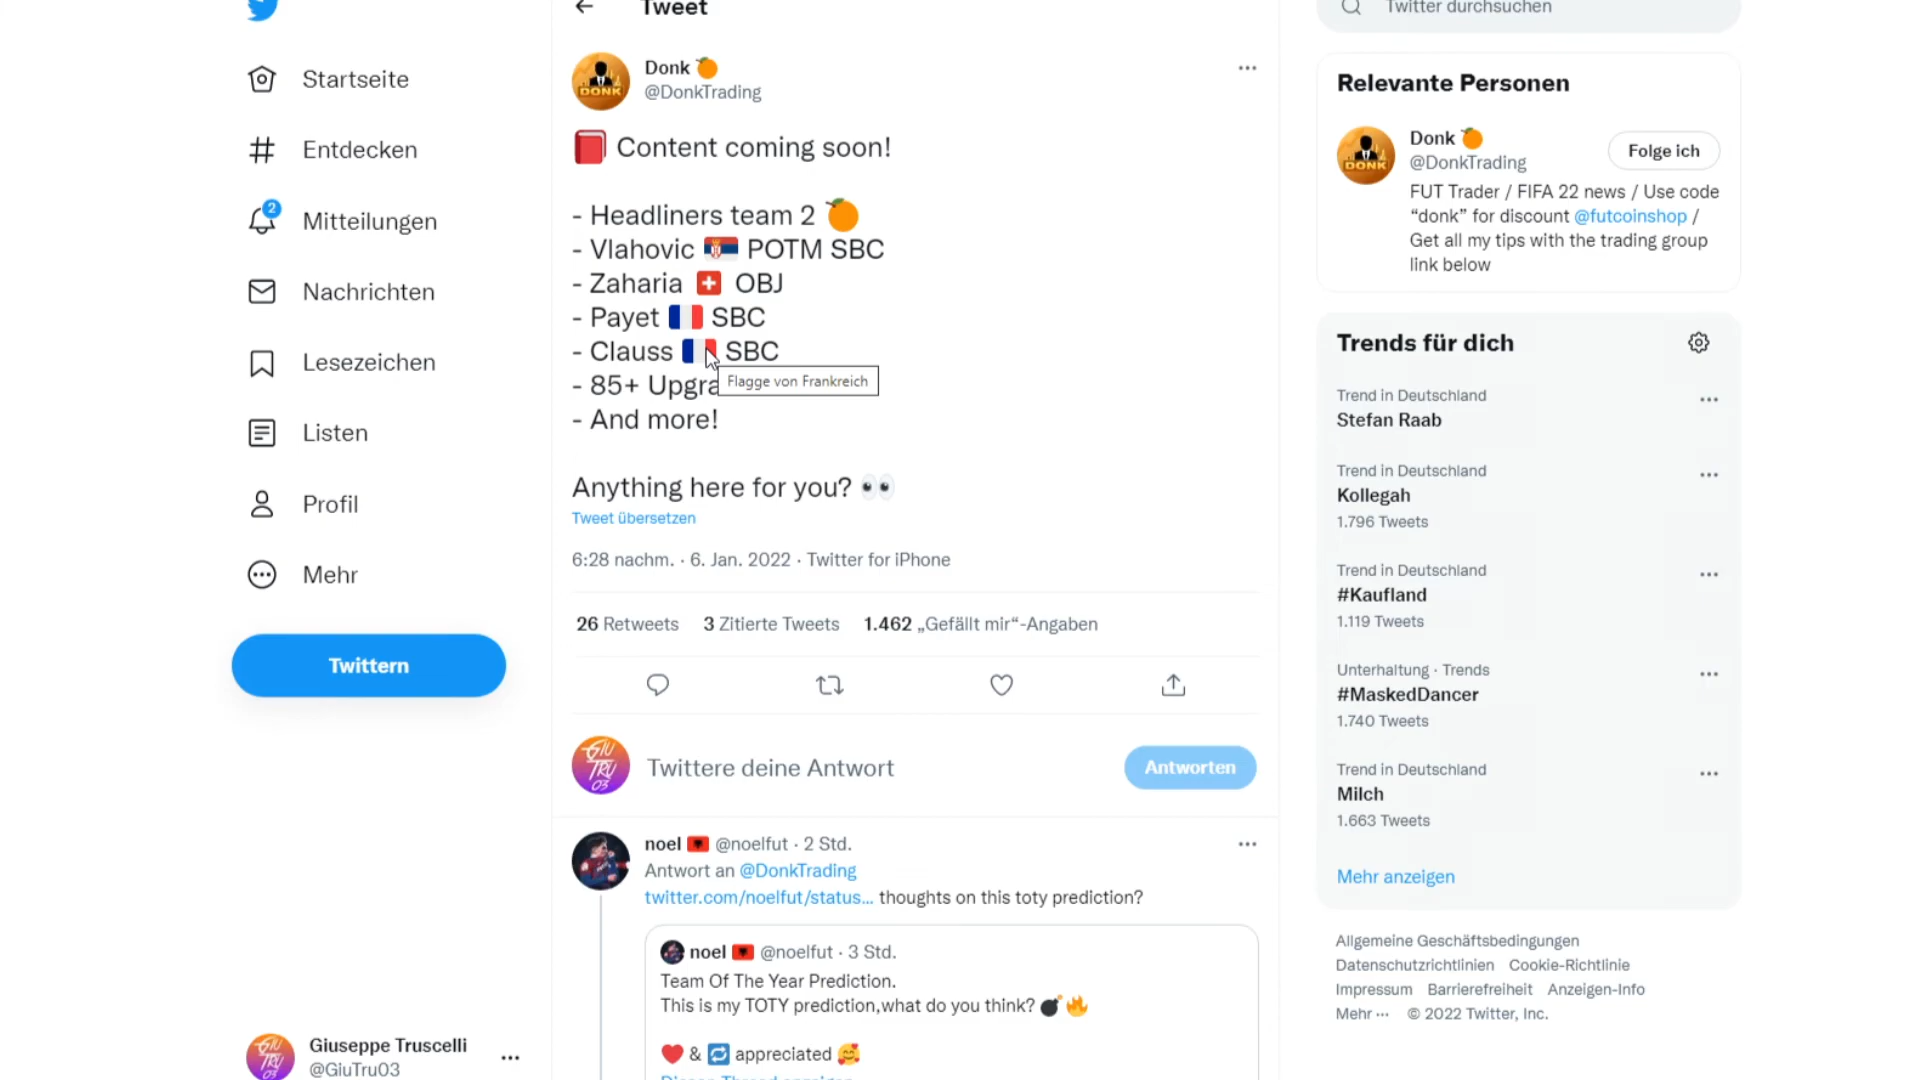 Startseite
Entdecken
2
Mitteilungen
Nachrichten
Lesezeichen
Listen
Profil
Mehr
Twittern
Giuseppe Truscelli
@GiuTru03
Tweet
DONK
Donk 🍊
@DonkTrading
📕 Content coming soon!
- Headliners team 2 🍊
- Vlahovic 🇷🇸 POTM SBC
- Zaharia 🇨🇭 OBJ
- Payet 🇫🇷 SBC
- Clauss 🇫🇷 SBC
- 85+ Upgra
Flagge von Frankreich
- And more!
Anything here for you? 👀
Tweet übersetzen
6:28 nachm. · 6. Jan. 2022 · Twitter for iPhone
26 Retweets 3 Zitierte Tweets 1.462 „Gefällt mir“-Angaben
GIU
TRU
03
Twittere deine Antwort
Antworten
noel 🇦🇱 @noelfut · 2 Std.
Antwort an @DonkTrading
twitter.com/noelfut/status... thoughts on this toty prediction?
noel 🇦🇱 @noelfut · 3 Std.
Team Of The Year Prediction.
This is my TOTY prediction,what do you think? 💣🔥
❤️ & 🔁 appreciated 🥰
Diesen Thread anzeigen
Twitter durchsuchen
Relevante Personen
DONK
Donk 🍊
@DonkTrading
Folge ich
FUT Trader / FIFA 22 news / Use code
“donk” for discount @futcoinshop /
Get all my tips with the trading group
link below
Trends für dich
Trend in Deutschland
Stefan Raab
Trend in Deutschland
Kollegah
1.796 Tweets
Trend in Deutschland
#Kaufland
1.119 Tweets
Unterhaltung · Trends
#MaskedDancer
1.740 Tweets
Trend in Deutschland
Milch
1.663 Tweets
Mehr anzeigen
Allgemeine Geschäftsbedingungen
Datenschutzrichtlinien Cookie-Richtlinie
Impressum Barrierefreiheit Anzeigen-Info
Mehr ··· © 2022 Twitter, Inc.